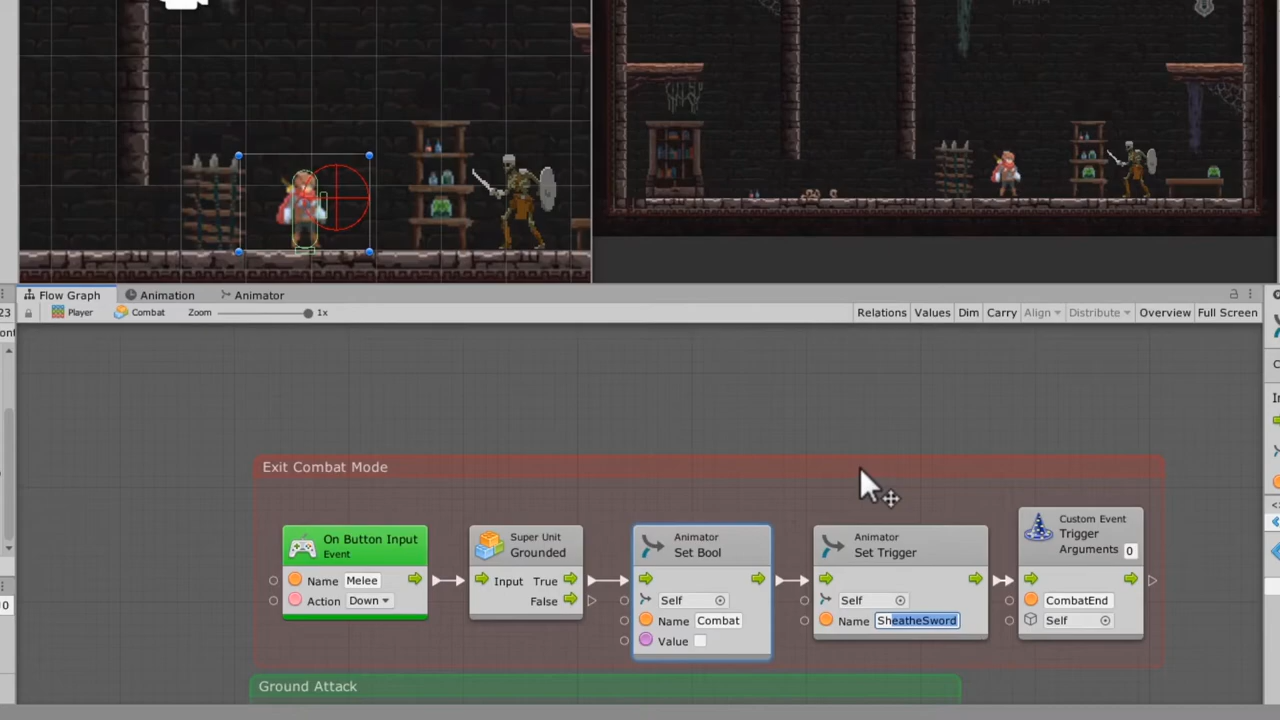 Flow Graph Animation Animator
23 Player Combat Zoom 1x Relations Values Dim Carry Align Distribute Overview Full Screen
Exit Combat Mode
On Button Input
Event
Name Melee
Action Down
Super Unit
Grounded
Input True
False
Animator
Set Bool
Self
Name Combat
Value
Animator
Set Trigger
Self
Name SheatheSword
Custom Event
Trigger
Arguments 0
CombatEnd
Self
Ground Attack